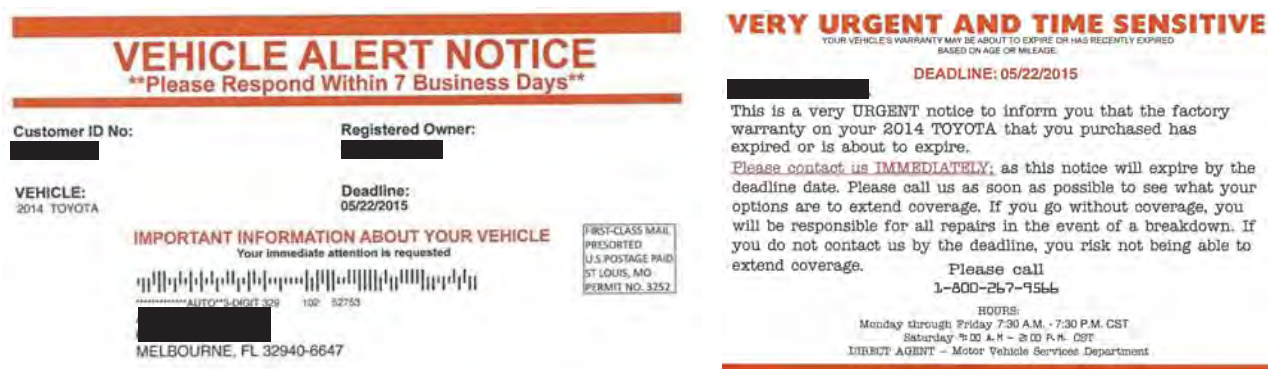 VEHICLE ALERT NOTICE
**Please Respond Within 7 Business Days**
Customer ID No:
Registered Owner:
VEHICLE:
2014 TOYOTA
Deadline:
05/22/2015
IMPORTANT INFORMATION ABOUT YOUR VEHICLE
Your immediate attention is requested
FIRST-CLASS MAIL
PRESORTED
U.S POSTAGE PAID
ST LOUIS, MO
PERMIT NO. 3252
**************AUTO**3-DIGIT 329 102 52753
MELBOURNE, FL 32940-6647
VERY URGENT AND TIME SENSITIVE
YOUR VEHICLE'S WARRANTY MAY BE ABOUT TO EXPIRE OR HAS RECENTLY EXPIRED
BASED ON AGE OR MILEAGE.
DEADLINE: 05/22/2015
This is a very URGENT notice to inform you that the factory
warranty on your 2014 TOYOTA that you purchased has
expired or is about to expire.
Please contact us IMMEDIATELY; as this notice will expire by the
deadline date. Please call us as soon as possible to see what your
options are to extend coverage. If you go without coverage, you
will be responsible for all repairs in the event of a breakdown. If
you do not contact us by the deadline, you risk not being able to
extend coverage.
Please call
1-800-267-9566
HOURS:
Monday through Friday 7:30 A.M. - 7:30 P.M. CST
Saturday 9:00 A.M - 2:00 P.M. CST
DIRECT AGENT – Motor Vehicle Services Department